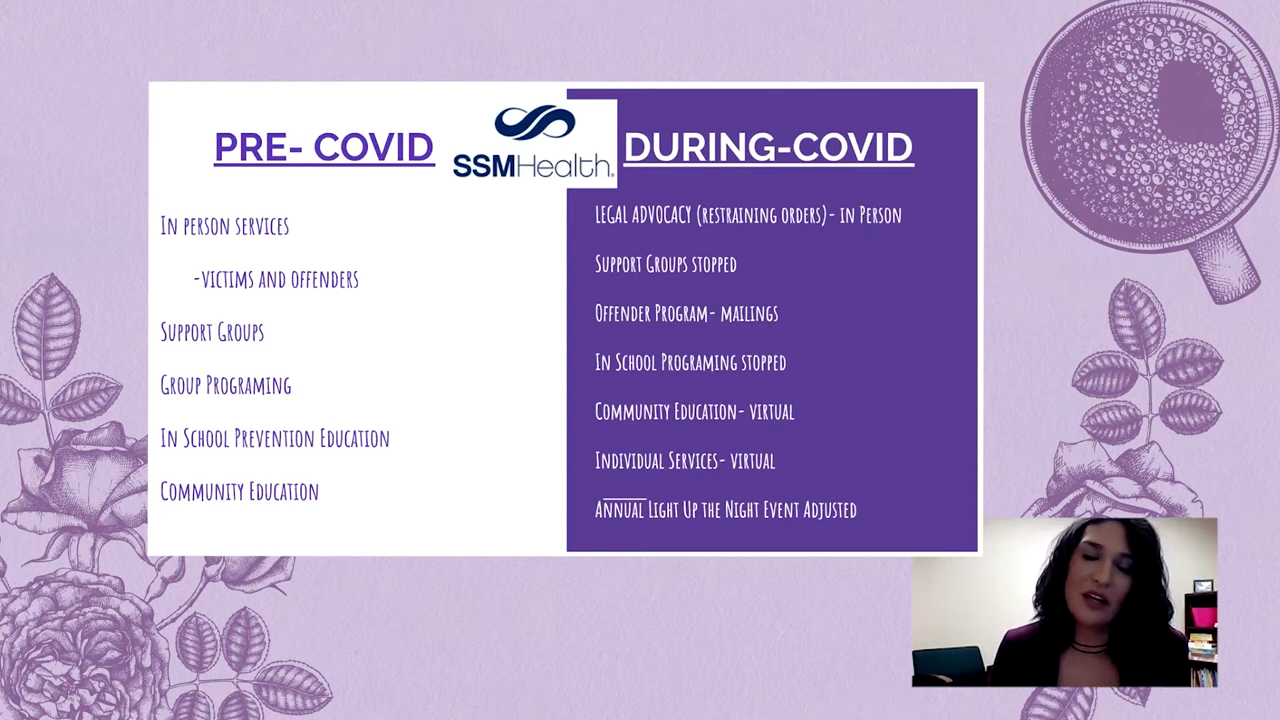 PRE- COVID
In person services
-victims and offenders
Support Groups
Group Programing
In School Prevention Education
Community Education
SSMHealth®
DURING-COVID
LEGAL ADVOCACY (restraining orders)- in Person
Support Groups stopped
Offender Program- mailings
In School Programing stopped
Community Education- virtual
Individual Services- virtual
Annual Light Up the Night Event Adjusted